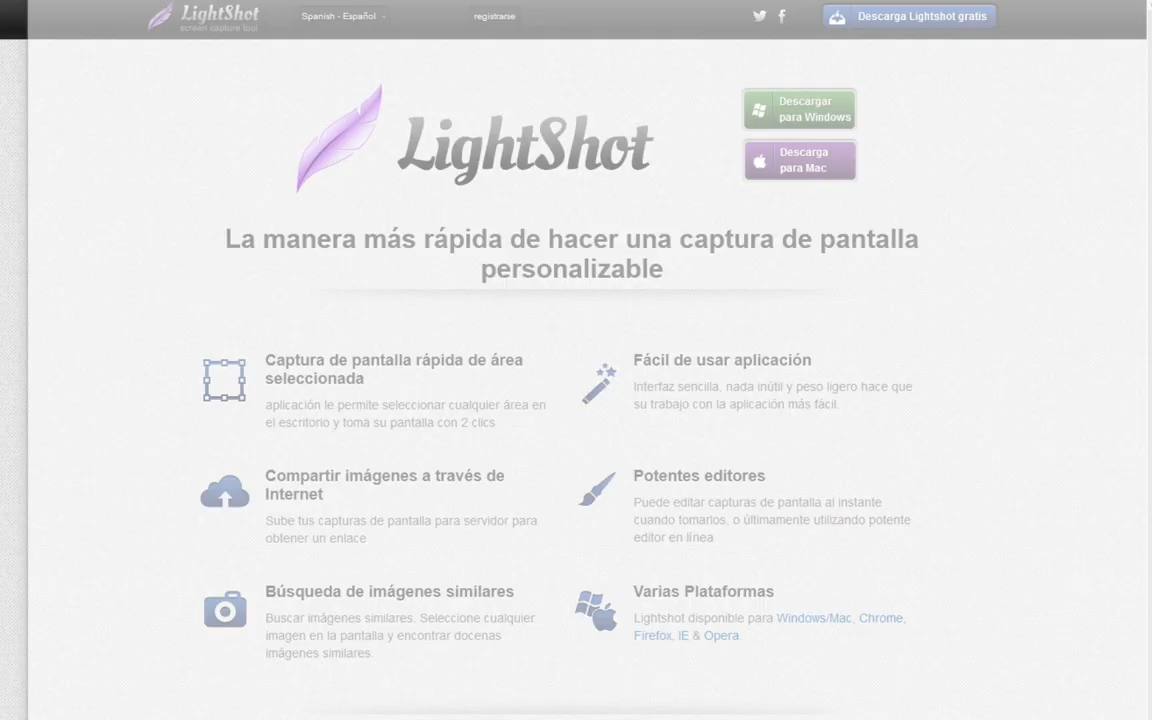 LightShot
screen capture tool
Spanish - Español
registrarse
Descarga Lightshot gratis
LightShot
Descargar
para Windows
Descarga
para Mac
La manera más rápida de hacer una captura de pantalla
personalizable
Captura de pantalla rápida de área
seleccionada
aplicación le permite seleccionar cualquier área en
el escritorio y toma su pantalla con 2 clics
Fácil de usar aplicación
Interfaz sencilla, nada inútil y peso ligero hace que
su trabajo con la aplicación más fácil.
Compartir imágenes a través de
Internet
Sube tus capturas de pantalla para servidor para
obtener un enlace
Potentes editores
Puede editar capturas de pantalla al instante
cuando tomarlos, o últimamente utilizando potente
editor en línea
Búsqueda de imágenes similares
Buscar imágenes similares. Seleccione cualquier
imagen en la pantalla y encontrar docenas
imágenes similares.
Varias Plataformas
Lightshot disponible para Windows/Mac, Chrome,
Firefox, IE & Opera.